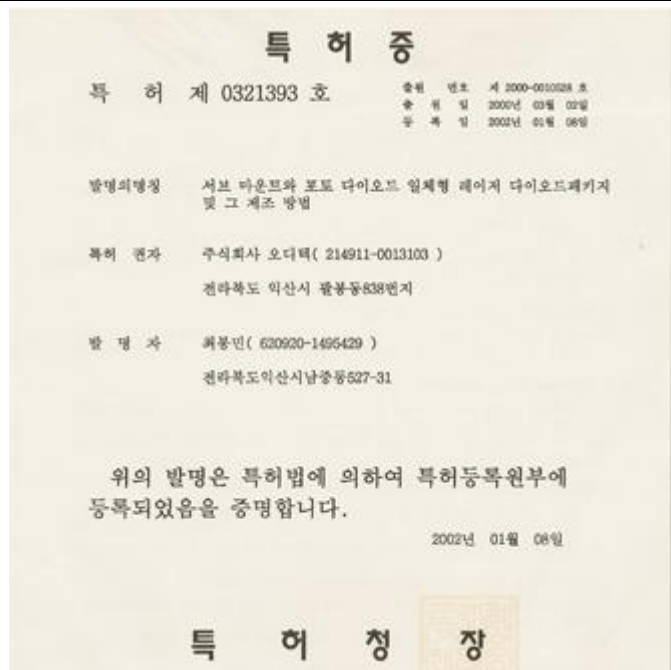 특 허 증
특 허 제 0321393 호
출원 번호 제 2000-0010528 호
출 원 일 2000년 03월 02일
등 록 일 2002년 01월 08일
발명의명칭 서브 마운트와 포토 다이오드 일체형 레이저 다이오드패키지
및 그 제조 방법
특허 권자 주식회사 오디텍( 214911-0013103 )
전라북도 익산시 팔봉동838번지
발 명 자 최봉민( 620920-1495429 )
전라북도익산시남중동527-31
위의 발명은 특허법에 의하여 특허등록원부에
등록되었음을 증명합니다.
2002년 01월 08일
특 허 청 장